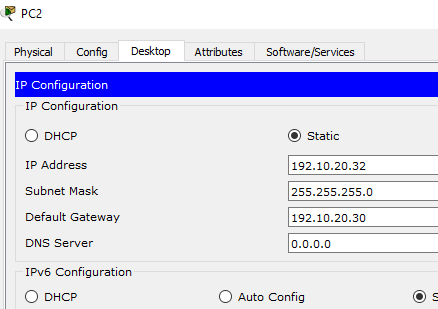 PC2
Physical Config Desktop Attributes Software/Services
IP Configuration
IP Configuration
DHCP Static
IP Address 192.10.20.32
Subnet Mask 255.255.255.0
Default Gateway 192.10.20.30
DNS Server 0.0.0.0
IPv6 Configuration
DHCP Auto Config S